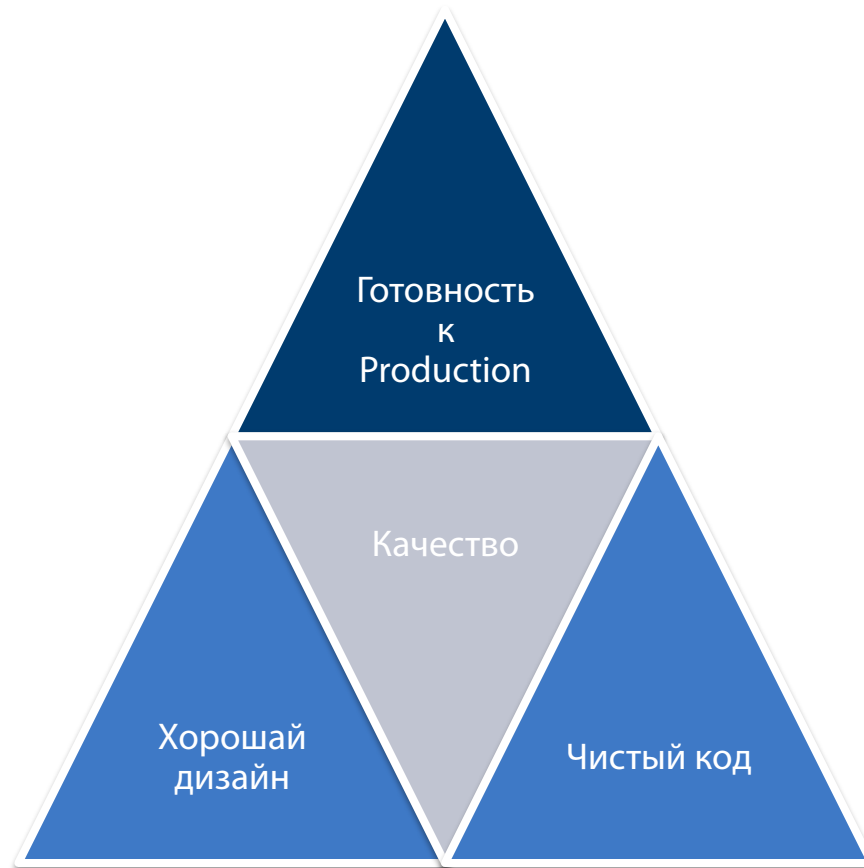 Готовность
к
Production
Качество
Хорошай
дизайн
Чистый код